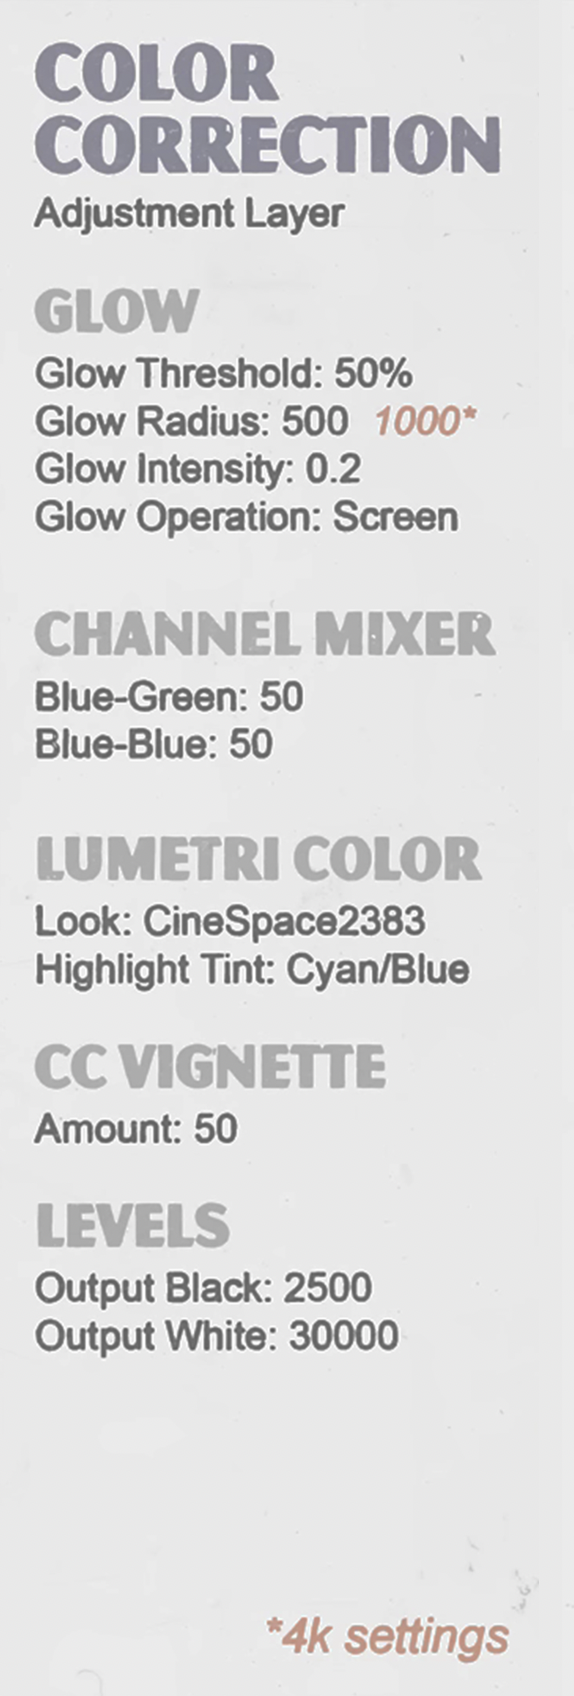 COLOR
CORRECTION
Adjustment Layer
GLOW
Glow Threshold: 50%
Glow Radius: 500 1000*
Glow Intensity: 0.2
Glow Operation: Screen
CHANNEL MIXER
Blue-Green: 50
Blue-Blue: 50
LUMETRI COLOR
Look: CineSpace2383
Highlight Tint: Cyan/Blue
CC VIGNETTE
Amount: 50
LEVELS
Output Black: 2500
Output White: 30000
*4k settings